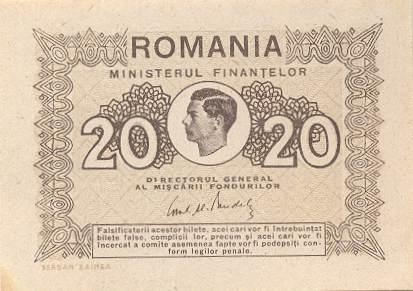 ROMANIA
MINISTERUL FINANȚELOR
20 20
DIRECTORUL GENERAL
AL MIȘCĂRII FONDURILOR
Falsificatorii acestor bilete, acei cari vor fi întrebuințat
bilete false, complicii lor, precum și acei cari vor fi
încercat a comite asemenea fapte vor fi pedepsiți con-
form legilor penale.
ȘERBAN ZAINEA